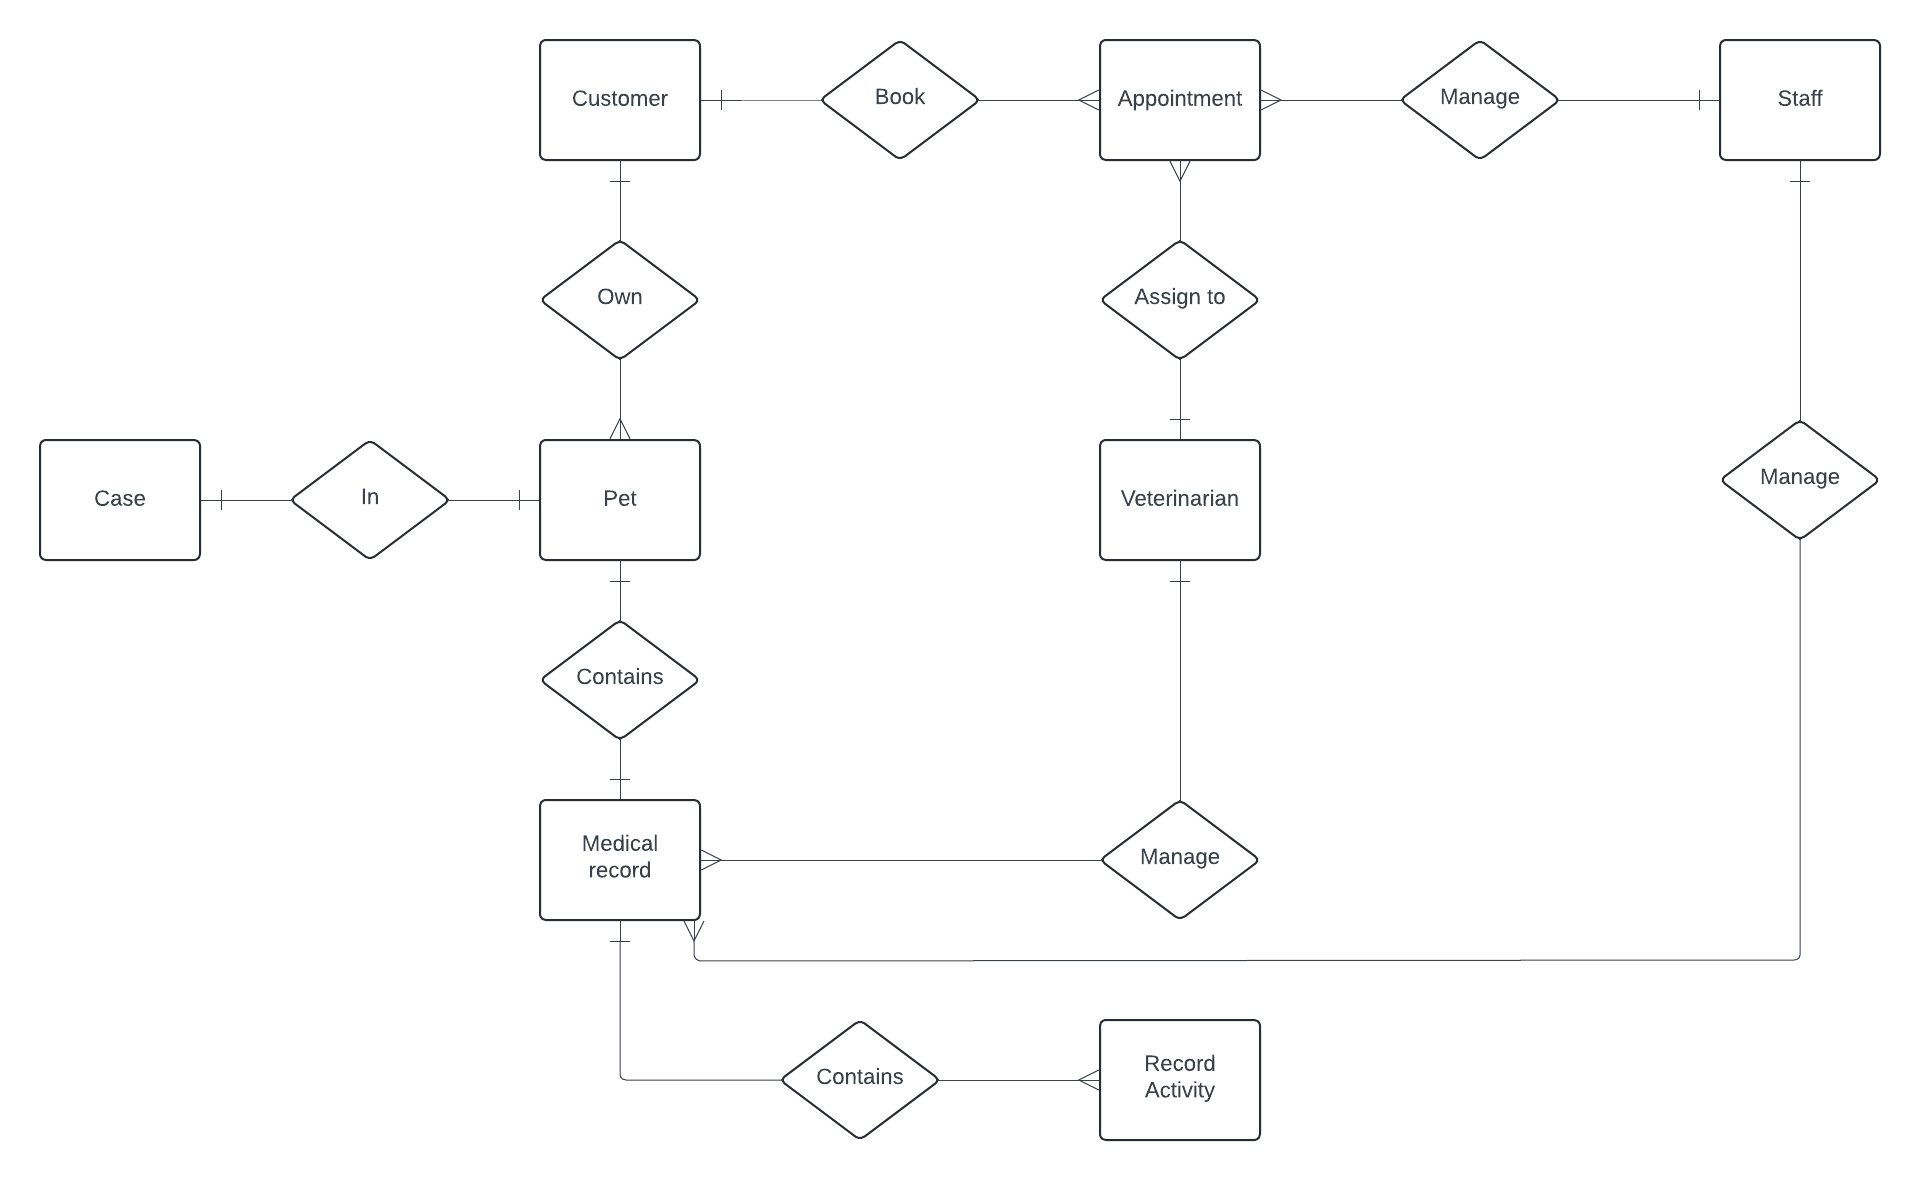 Customer
Book
Appointment
Manage
Staff
Own
Assign to
Case
In
Pet
Veterinarian
Manage
Contains
Medical
record
Manage
Contains
Record
Activity